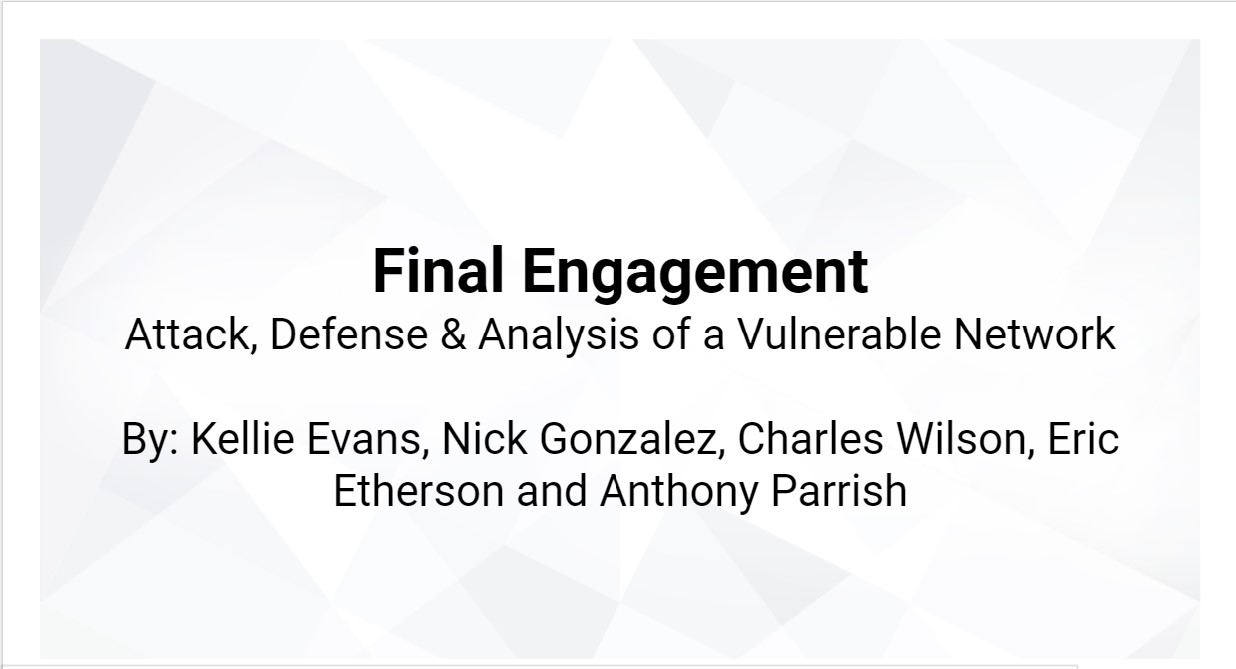 Final Engagement
Attack, Defense & Analysis of a Vulnerable Network
By: Kellie Evans, Nick Gonzalez, Charles Wilson, Eric
Etherson and Anthony Parrish